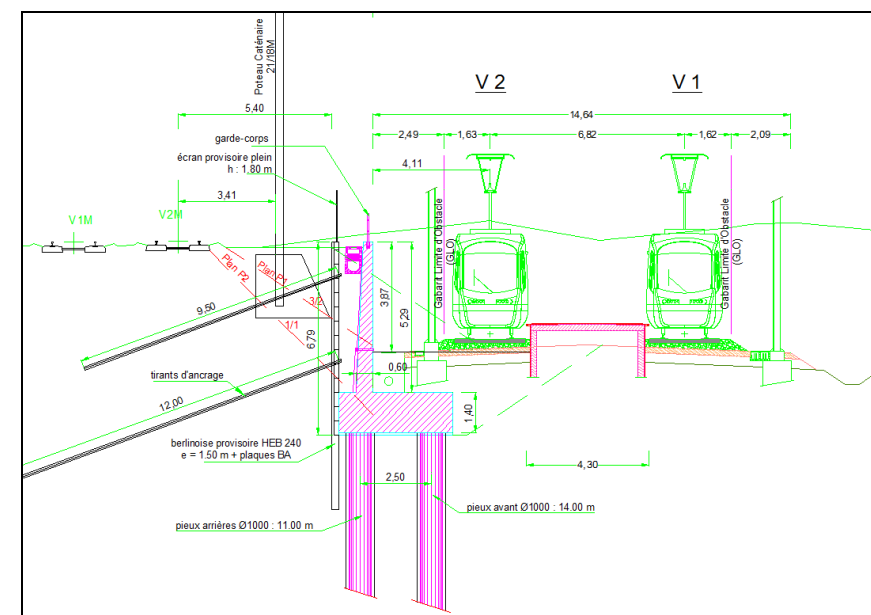 V 2
V 1
Poteau Caténaire
21/18M
5,40
14,64
2,49
1,63
6,82
1,62
2,09
garde-corps
écran provisoire plein
h : 1,80 m
4,11
3,41
V1M
V2M
Gabarit Limite d'Obstacle
(GLO)
Gabarit Limite d'Obstacle
(GLO)
Plan P2
Plan P1
3/2
1/1
9,50
6,79
3,87
5,29
0,60
tirants d'ancrage
12,00
1,40
berlinoise provisoire HEB 240
e = 1.50 m + plaques BA
4,30
2,50
pieux avant Ø1000 : 14.00 m
pieux arrières Ø1000 : 11.00 m